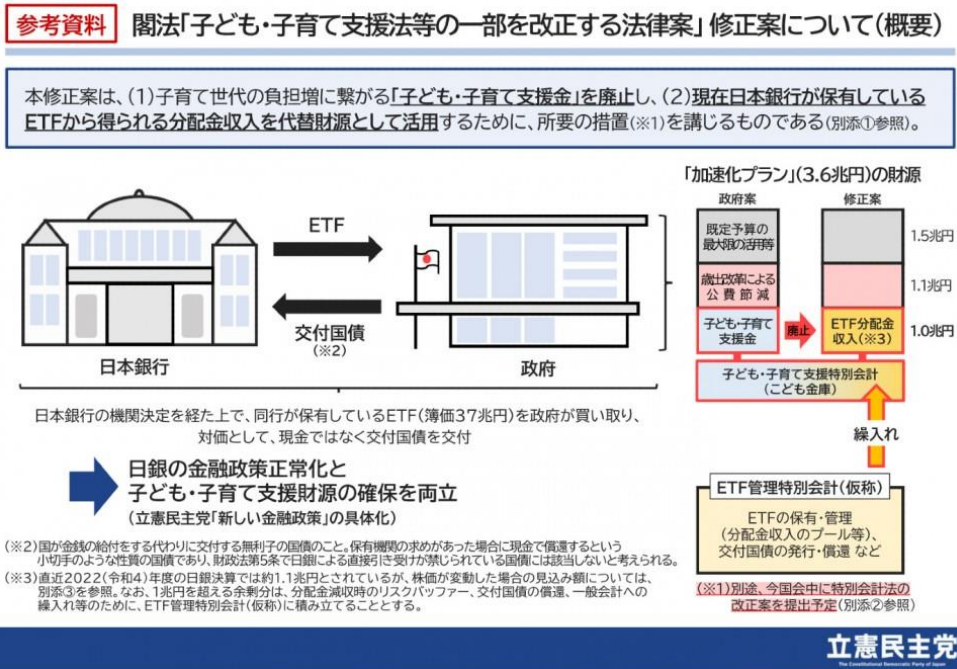 参考資料 閣法「子ども・子育て支援法等の一部を改正する法律案」修正案について(概要)
本修正案は、(1)子育て世代の負担増に繋がる「子ども・子育て支援金」を廃止し、(2)現在日本銀行が保有している
ETFから得られる分配金収入を代替財源として活用するために、所要の措置(※1)を講じるものである(別添①参照)。
ETF
交付国債
(※2)
日本銀行
政府
日本銀行の機関決定を経た上で、同行が保有しているETF(簿価37兆円)を政府が買い取り、
対価として、現金ではなく交付国債を交付
日銀の金融政策正常化と
子ども・子育て支援財源の確保を両立
(立憲民主党「新しい金融政策」の具体化)
「加速化プラン」(3.6兆円)の財源
政府案 修正案
既定予算の
最大限の活用等
1.5兆円
歳出改革による
公費節減
1.1兆円
子ども・子育て
支援金
廃止
ETF分配金
収入(※3)
1.0兆円
子ども・子育て支援特別会計
(こども金庫)
繰入れ
ETF管理特別会計(仮称)
ETFの保有・管理
(分配金収入のプール等)、
交付国債の発行・償還 など
(※1)別途、今国会中に特別会計法の
改正案を提出予定(別添②参照)
(※2)国が金銭の給付をする代わりに交付する無利子の国債のこと。保有機関の求めがあった場合に現金で償還するという
小切手のような性質の国債であり、財政法第5条で日銀による直接引き受けが禁じられている国債には該当しないと考えられる。
(※3)直近2022(令和4)年度の日銀決算では約1.1兆円とされているが、株価が変動した場合の見込み額については、
別添③を参照。なお、1兆円を超える余剰分は、分配金減収時のリスクバッファー、交付国債の償還、一般会計への
繰入れ等のために、ETF管理特別会計(仮称)に積み立てることとする。
立憲民主党
The Constitutional Democratic Party of Japan